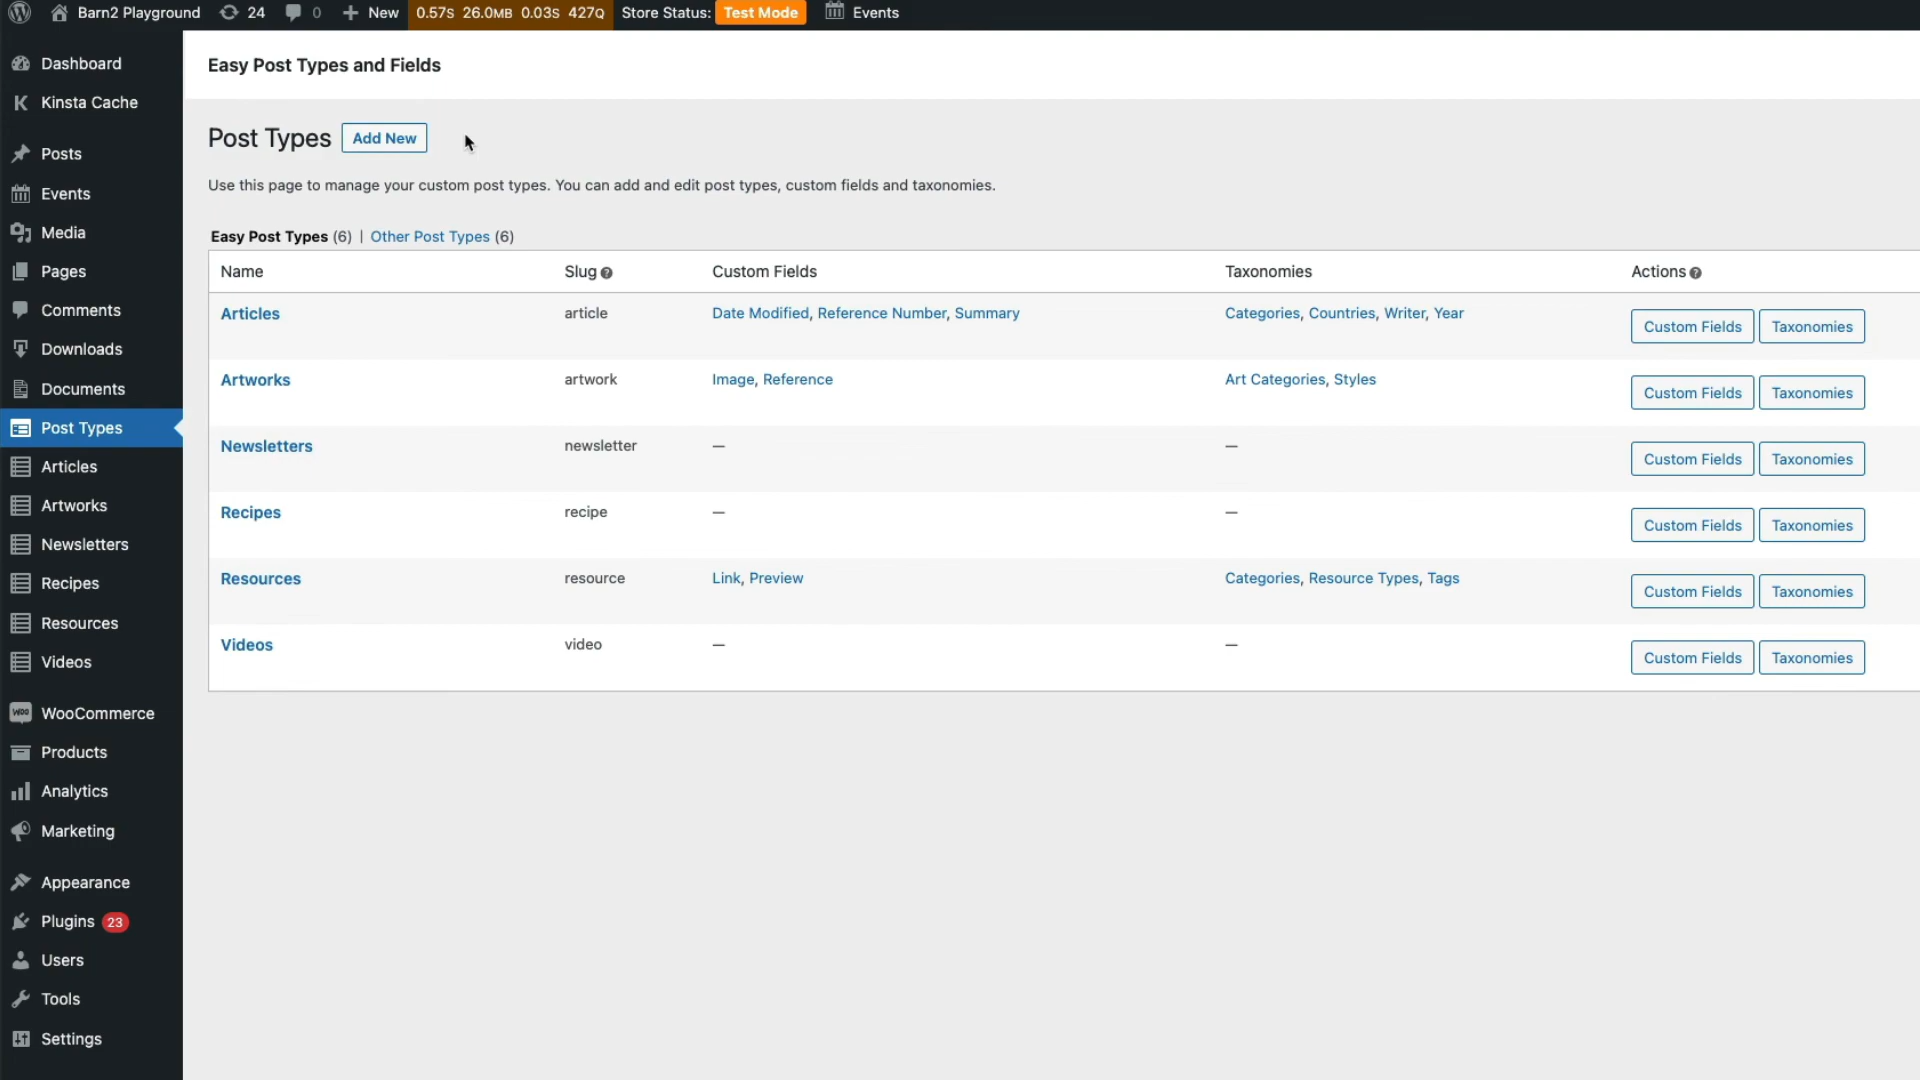 Barn2 Playground 24 0 New 0.57s 26.0MB 0.03s 427Q Store Status: Test Mode Events
Dashboard
Kinsta Cache
Posts
Events
Media
Pages
Comments
Downloads
Documents
Post Types
Articles
Artworks
Newsletters
Recipes
Resources
Videos
WooCommerce
Products
Analytics
Marketing
Appearance
Plugins 23
Users
Tools
Settings
Easy Post Types and Fields
Post Types Add New
Use this page to manage your custom post types. You can add and edit post types, custom fields and taxonomies.
Easy Post Types (6) | Other Post Types (6)
Name Slug Custom Fields Taxonomies Actions
Articles article Date Modified, Reference Number, Summary Categories, Countries, Writer, Year Custom Fields Taxonomies
Artworks artwork Image, Reference Art Categories, Styles Custom Fields Taxonomies
Newsletters newsletter — — Custom Fields Taxonomies
Recipes recipe — — Custom Fields Taxonomies
Resources resource Link, Preview Categories, Resource Types, Tags Custom Fields Taxonomies
Videos video — — Custom Fields Taxonomies